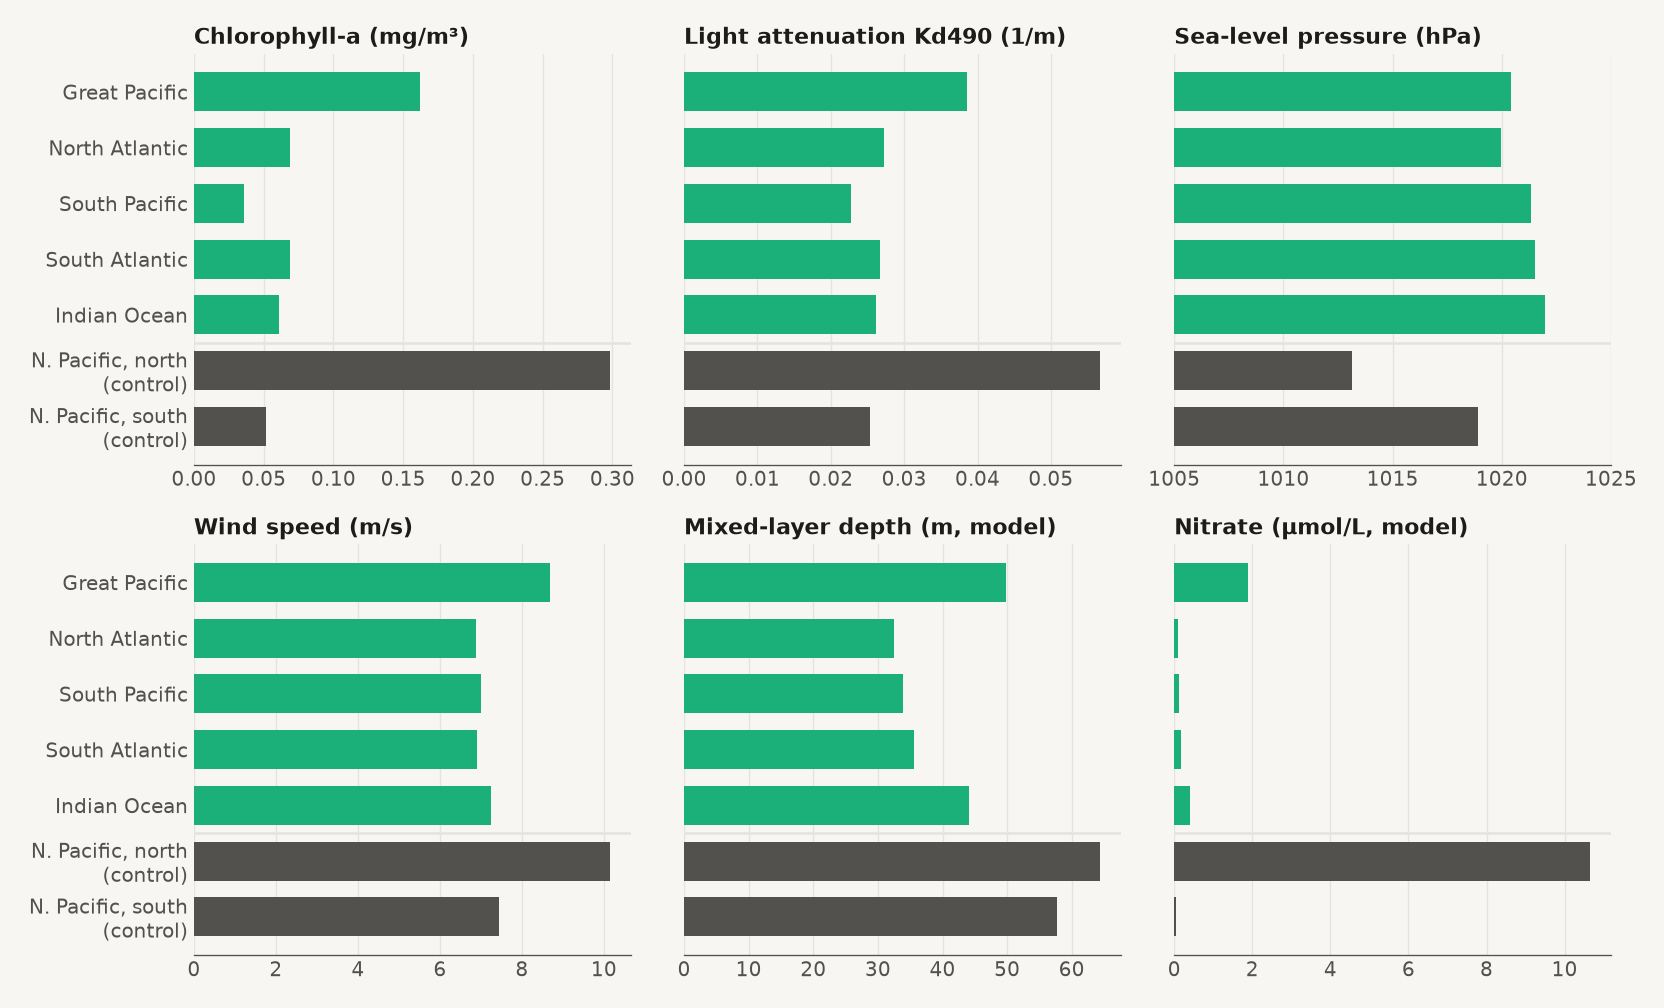 Chlorophyll-a (mg/m³)
Light attenuation Kd490 (1/m)
Sea-level pressure (hPa)
Great Pacific
North Atlantic
South Pacific
South Atlantic
Indian Ocean
N. Pacific, north
(control)
N. Pacific, south
(control)
0.00 0.05 0.10 0.15 0.20 0.25 0.30
0.00 0.01 0.02 0.03 0.04 0.05
1005 1010 1015 1020 1025
Wind speed (m/s)
Mixed-layer depth (m, model)
Nitrate (µmol/L, model)
Great Pacific
North Atlantic
South Pacific
South Atlantic
Indian Ocean
N. Pacific, north
(control)
N. Pacific, south
(control)
0 2 4 6 8 10
0 10 20 30 40 50 60
0 2 4 6 8 10